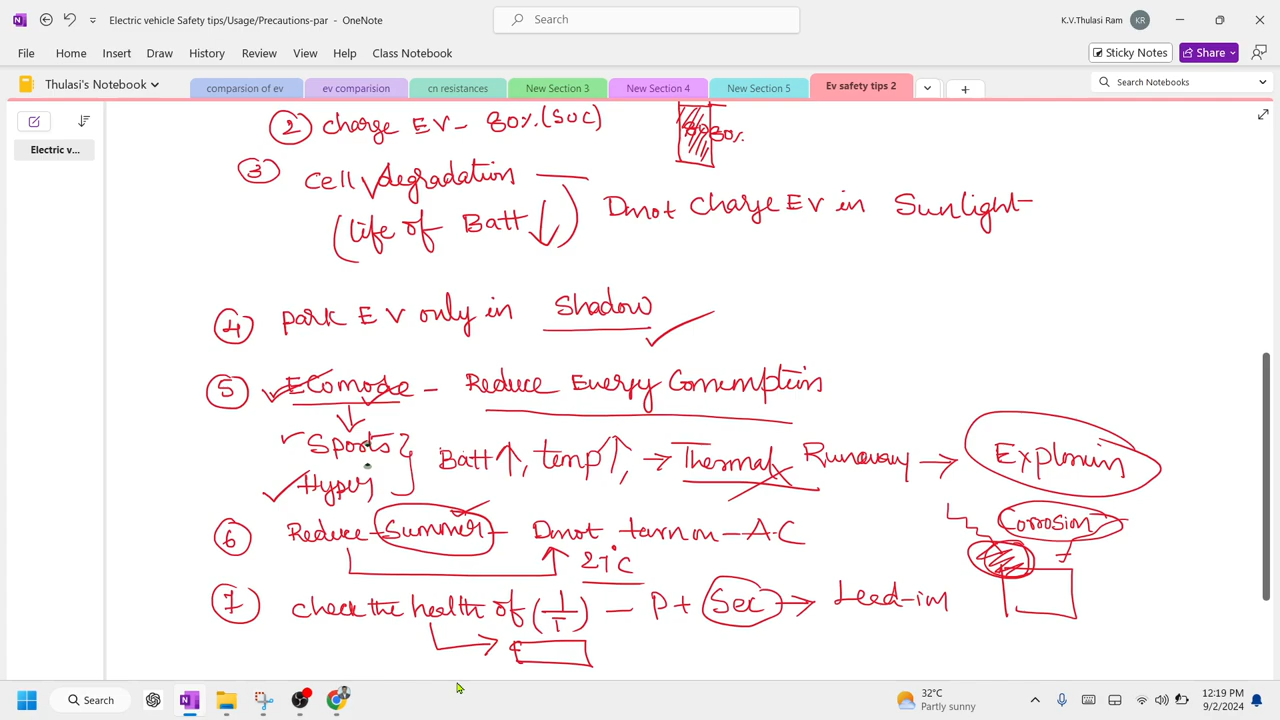 Electric vehicle Safety tips/Usage/Precautions-par - OneNote
Search
K.V.Thulasi Ram KR
File Home Insert Draw History Review View Help Class Notebook
Sticky Notes Share
Thulasi's Notebook
comparsion of ev ev comparision cn resistances New Section 3 New Section 4 New Section 5 Ev safety tips 2
Search Notebooks
Electric v...
② charge EV - 80%.(SOC) 80%.
③ Cell degradation
(life of Batt ↓) Dnot Charge EV in Sunlight
④ park EV only in Shadow
⑤ ECOmode - Reduce Energy Consumption
Sports
Hyper
Batt ↑, temp ↑, → Thermal Runaway → Explosion
⑥ Reduce - Summer - Dnot turn on - A.C
27°C
Corrosion
⑦ check the health of - P + Sec → Lead-
Search
32°C
Partly sunny
12:19 PM
9/2/2024